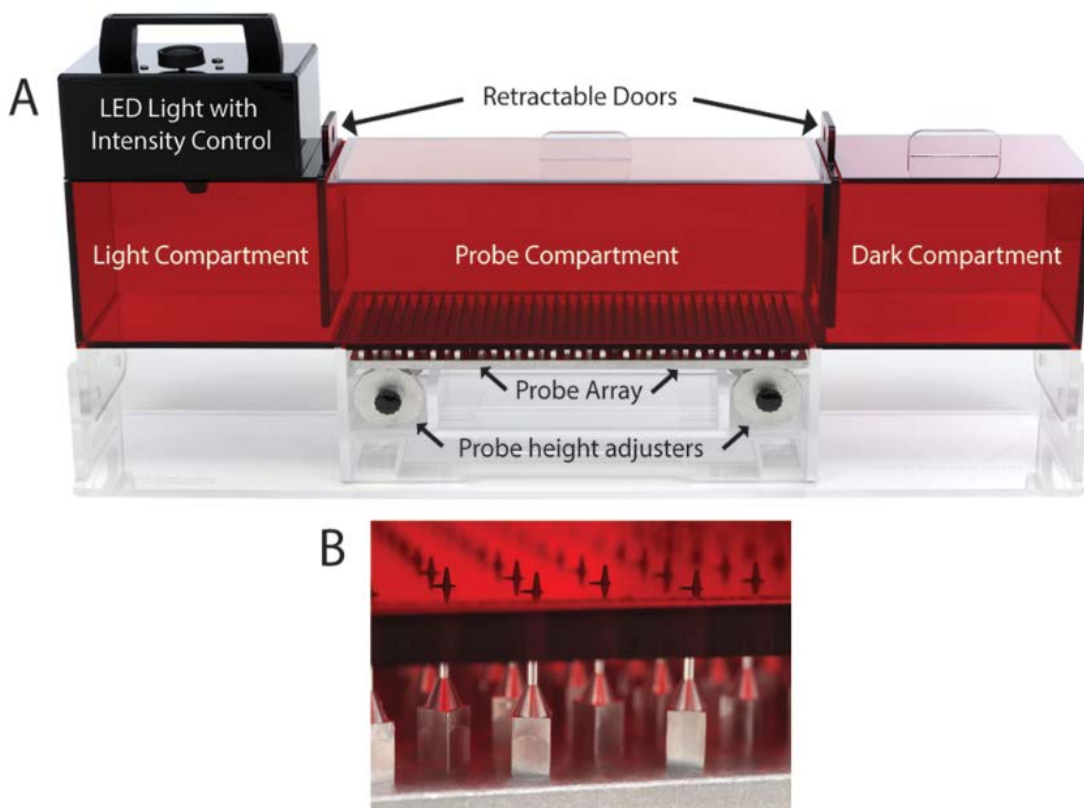 A
LED Light with
Intensity Control
Retractable Doors
Light Compartment
Probe Compartment
Dark Compartment
Probe Array
Probe height adjusters
B